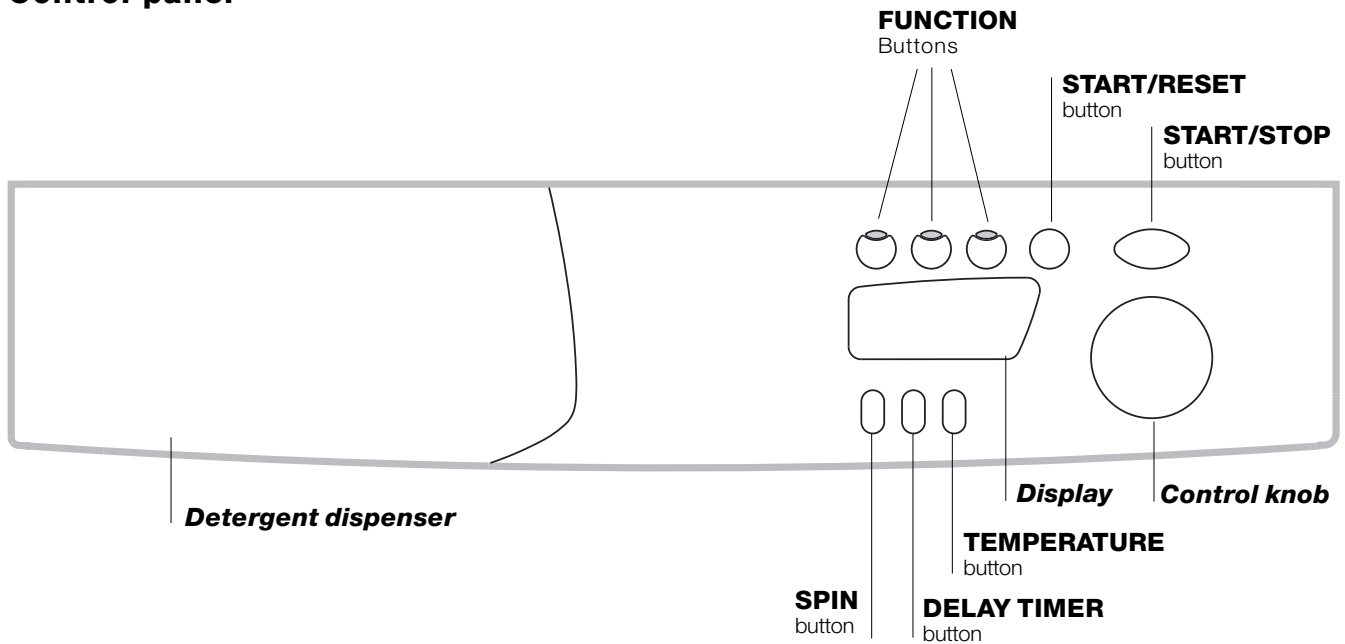 Control panel
FUNCTION
Buttons
START/RESET
button
START/STOP
button
Detergent dispenser
Display
Control knob
TEMPERATURE
button
SPIN
button
DELAY TIMER
button